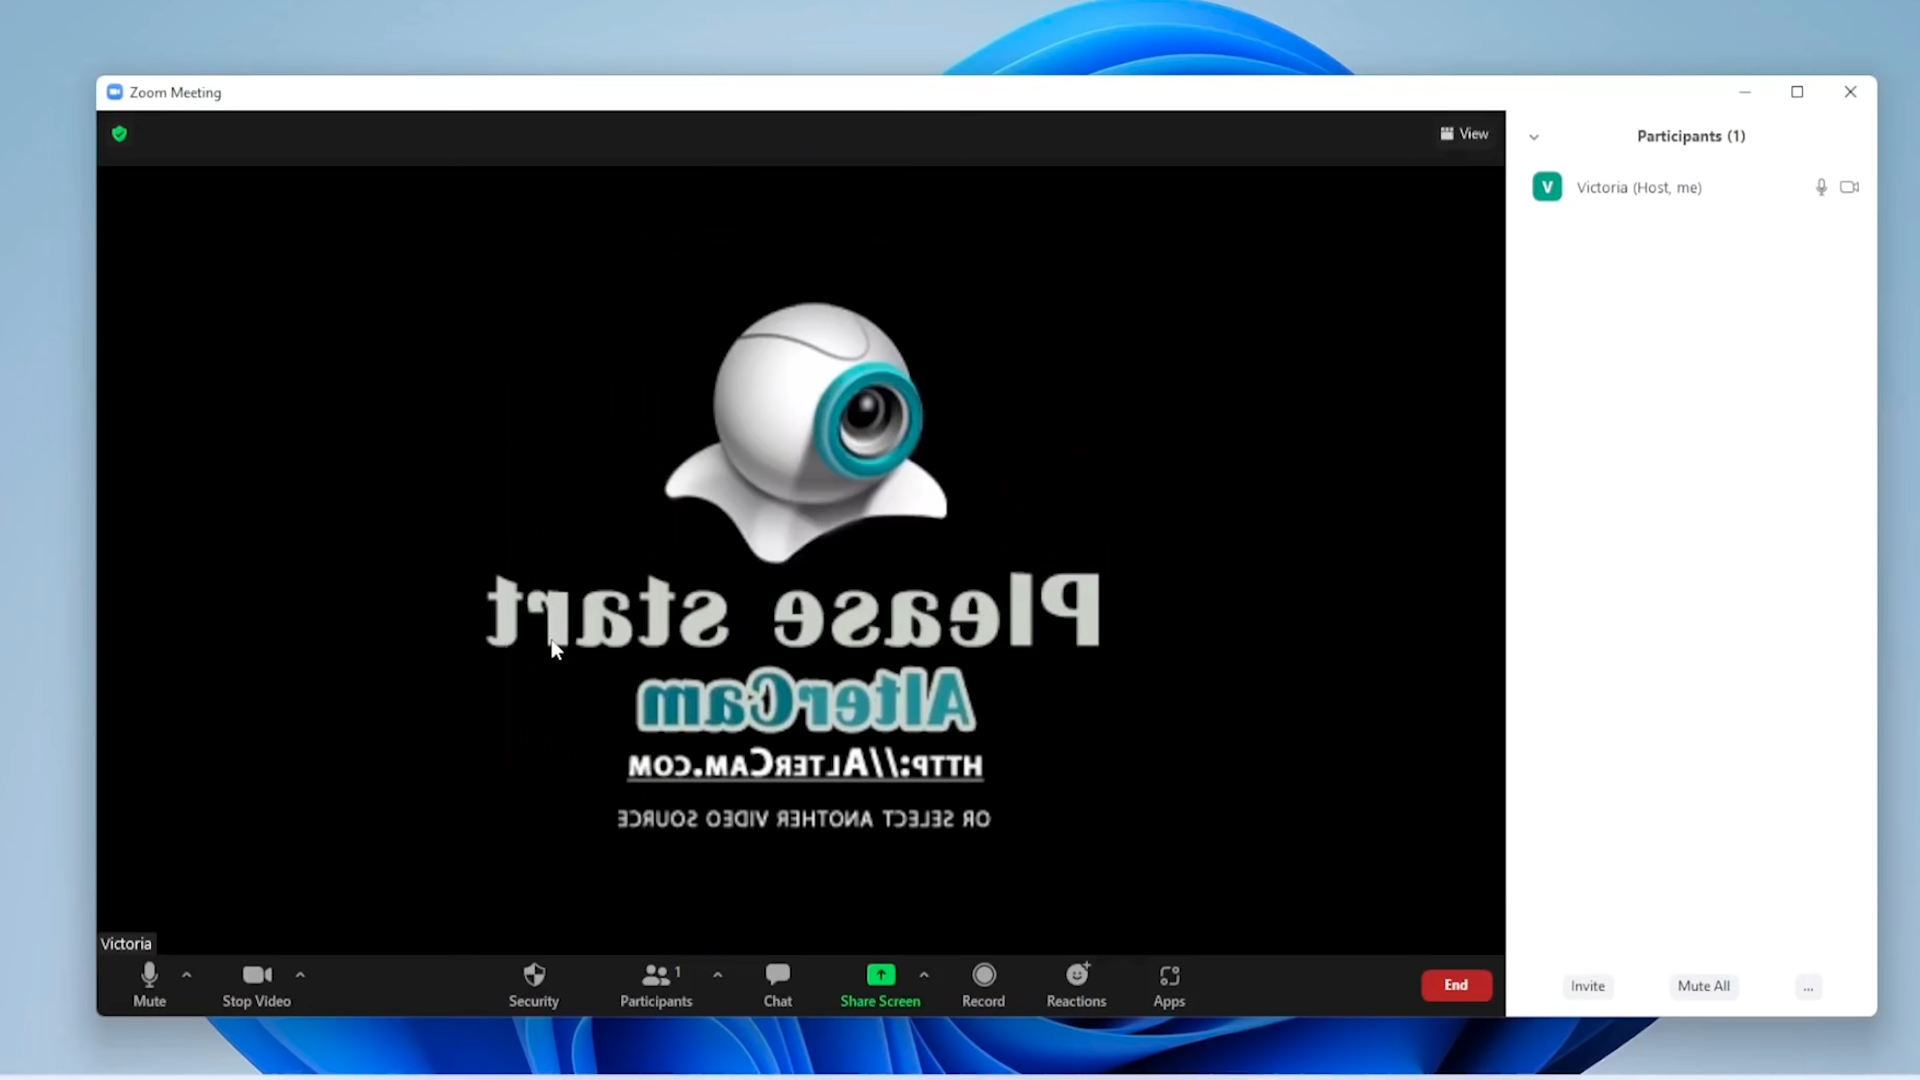 Zoom Meeting
View
Participants (1)
V
Victoria (Host, me)
Please start
AlterCam
HTTP://ALTERCAM.COM
OR SELECT ANOTHER VIDEO SOURCE
Victoria
Mute
Stop Video
Security
1
Participants
Chat
Share Screen
Record
Reactions
Apps
End
Invite
Mute All
...